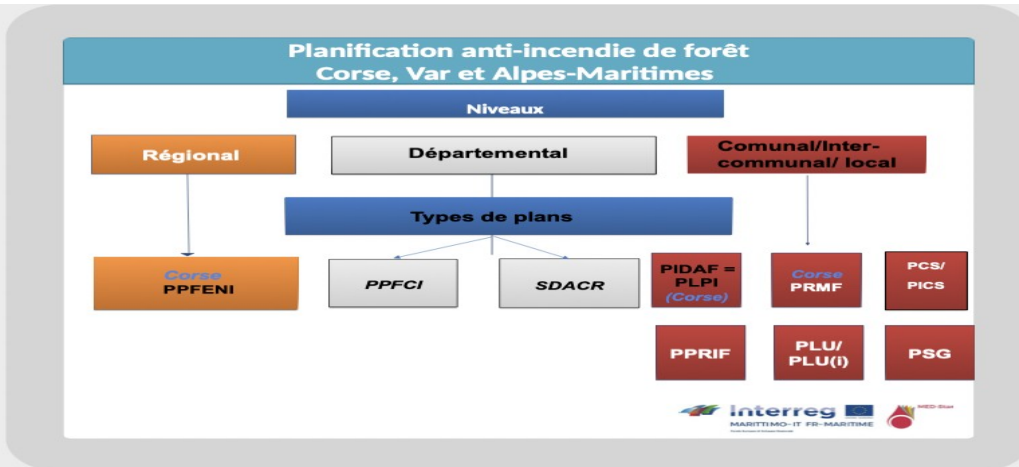 Planification anti-incendie de forêt
Corse, Var et Alpes-Maritimes
Niveaux
Régional
Départemental
Comunal/Inter-
communal/ local
Types de plans
Corse
PPFENI
PPFCI
SDACR
PIDAF =
PLPI
(Corse)
Corse
PRMF
PCS/
PICS
PPRIF
PLU/
PLU(i)
PSG
Interreg
MARITTIMO-IT FR-MARITIME
MED-Star